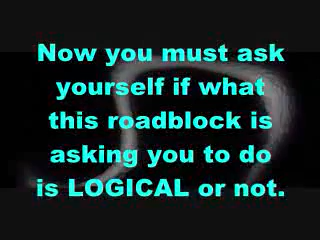 Now you must ask
yourself if what
this roadblock is
asking you to do
is LOGICAL or not.